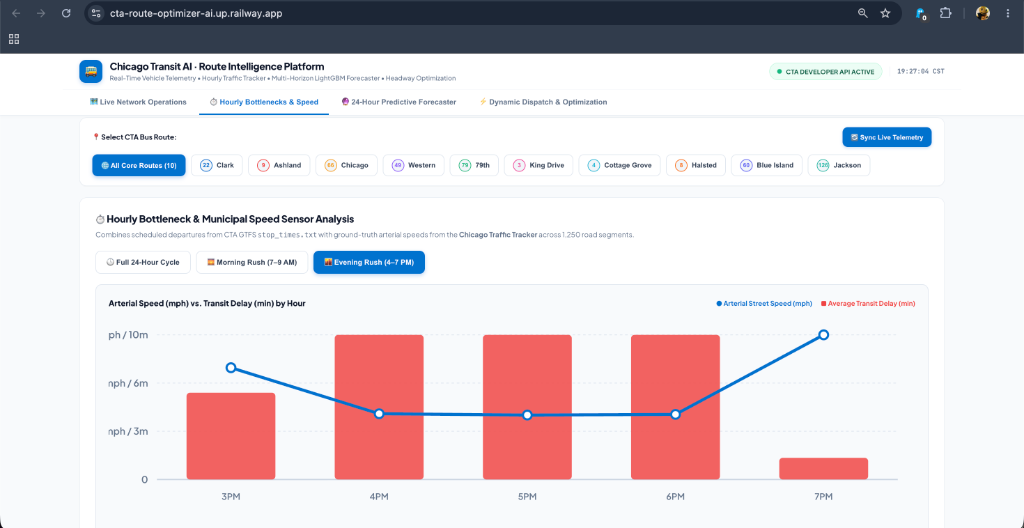 cta-route-optimizer-ai.up.railway.app
Chicago Transit AI · Route Intelligence Platform
Real-Time Vehicle Telemetry • Hourly Traffic Tracker • Multi-Horizon LightGBM Forecaster • Headway Optimization
CTA DEVELOPER API ACTIVE
19:27:04 CST
Live Network Operations
Hourly Bottlenecks & Speed
24-Hour Predictive Forecaster
Dynamic Dispatch & Optimization
Select CTA Bus Route:
Sync Live Telemetry
All Core Routes (10)
22 Clark
9 Ashland
66 Chicago
49 Western
79 79th
3 King Drive
4 Cottage Grove
8 Halsted
60 Blue Island
126 Jackson
Hourly Bottleneck & Municipal Speed Sensor Analysis
Combines scheduled departures from CTA GTFS stop_times.txt with ground-truth arterial speeds from the Chicago Traffic Tracker across 1,250 road segments.
Full 24-Hour Cycle
Morning Rush (7–9 AM)
Evening Rush (4–7 PM)
Arterial Speed (mph) vs. Transit Delay (min) by Hour
Arterial Street Speed (mph)
Average Transit Delay (min)
ph / 10m
mph / 6m
mph / 3m
0
3PM
4PM
5PM
6PM
7PM